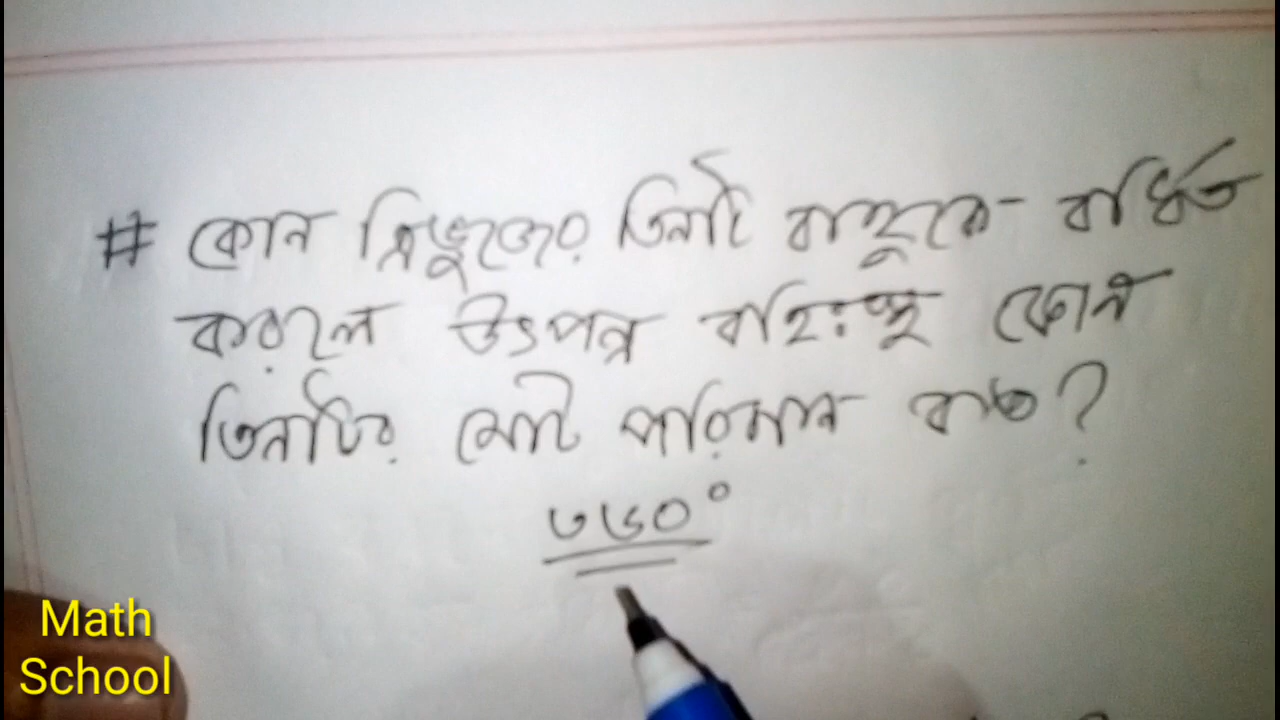 # কোন ত্রিভুজের তিনটি বাহুকে বর্ধিত
করলে উৎপন্ন বহিঃস্থ কোন
তিনটির মোট পরিমান কত?
৩৬০°
Math
School